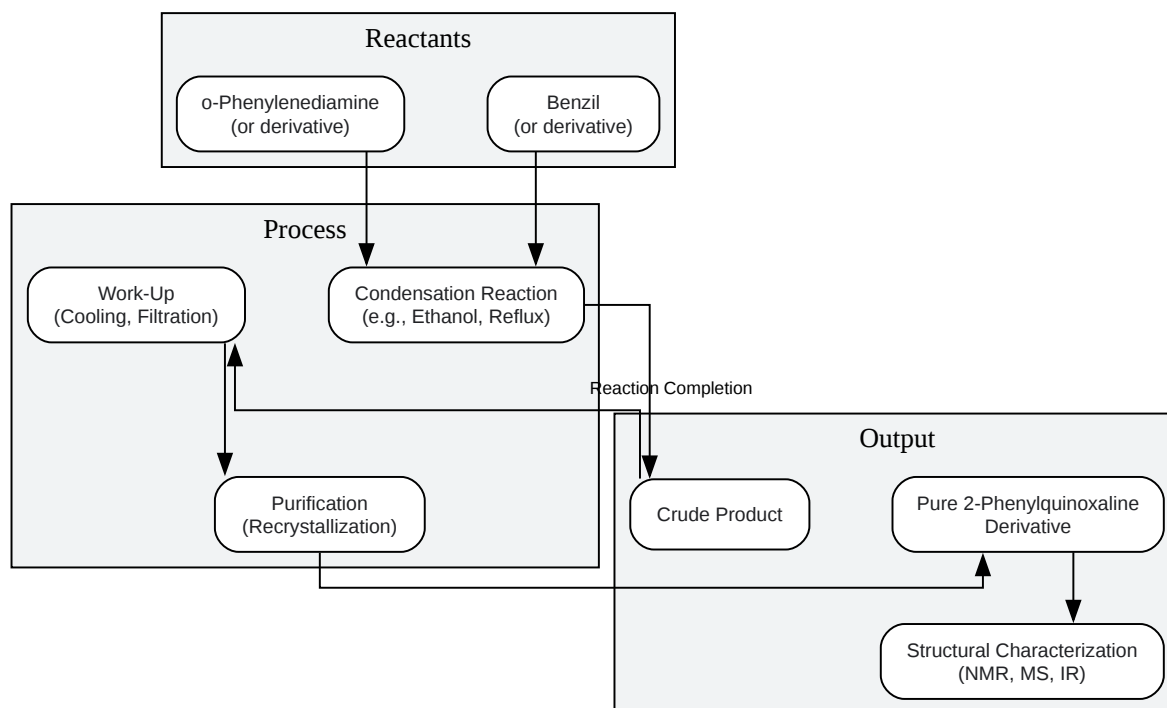 Reactants
o-Phenylenediamine
(or derivative)
Benzil
(or derivative)
Process
Work-Up
(Cooling, Filtration)
Condensation Reaction
(e.g., Ethanol, Reflux)
Reaction Completion
Output
Purification
(Recrystallization)
Crude Product
Pure 2-Phenylquinoxaline
Derivative
Structural Characterization
(NMR, MS, IR)